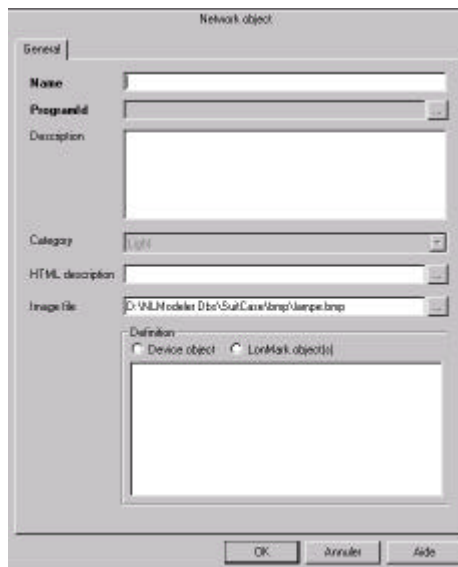 Network object
General
Name
ProgramId
...
Description
Category
Light
HTML description
...
Image file
D:\NLModeler Dbs\SuitCase\bmp\lampe.bmp
...
Definition
Device object
LonMark object(s)
OK
Annuler
Aide